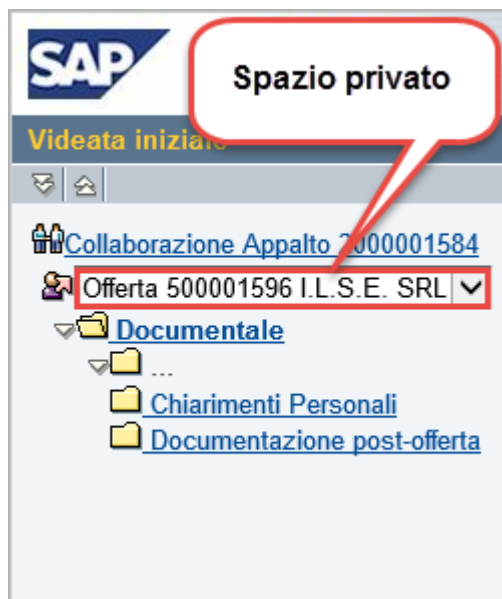 SAP
Spazio privato
Videata iniziale
Collaborazione Appalto 2000001584
Offerta 500001596 I.L.S.E. SRL
Documentale
...
Chiarimenti Personali
Documentazione post-offerta